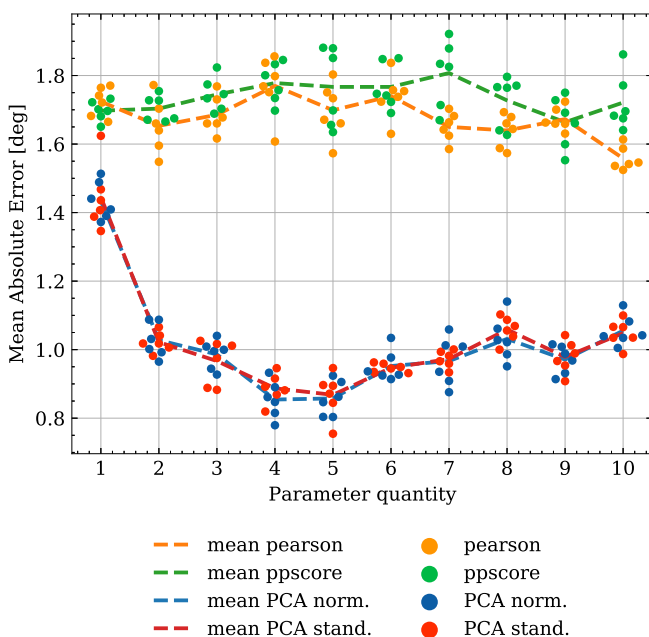 Mean Absolute Error [deg]
1.8
1.6
1.4
1.2
1.0
0.8
1 2 3 4 5 6 7 8 9 10
Parameter quantity
mean pearson pearson
mean ppscore ppscore
mean PCA norm. PCA norm.
mean PCA stand. PCA stand.